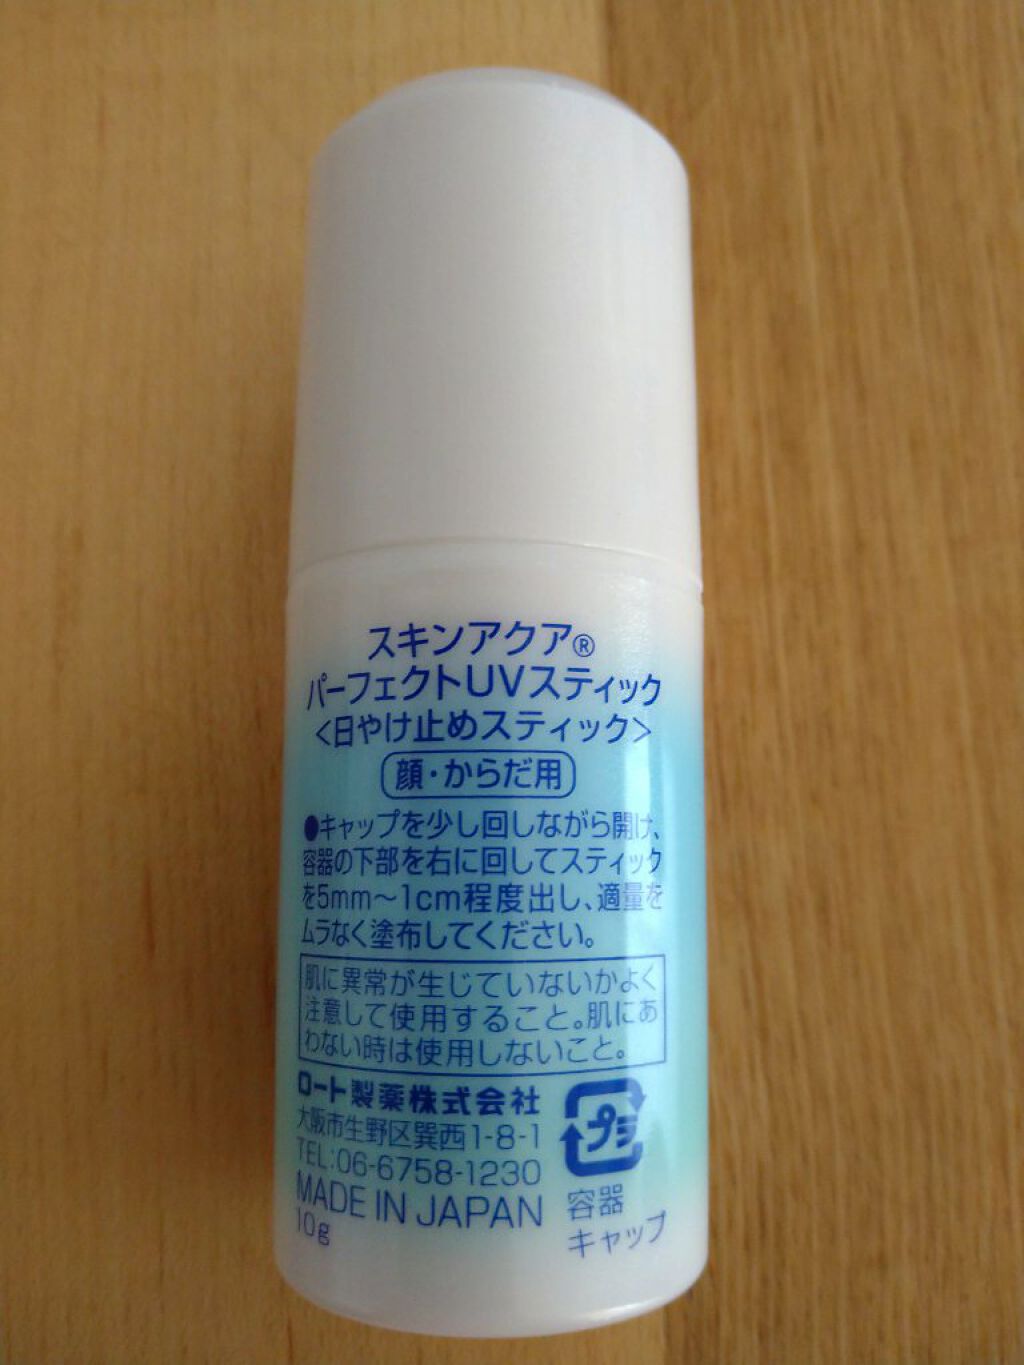 スキンアクア®
パーフェクトUVスティック
<日やけ止めスティック>
顔・からだ用
●キャップを少し回しながら開け、
容器の下部を右に回してスティック
を5mm〜1cm程度出し、適量を
ムラなく塗布してください。
肌に異常が生じていないかよく
注意して使用すること。肌にあ
わない時は使用しないこと。
ロート製薬株式会社
大阪市生野区巽西1-8-1
TEL:06-6758-1230
MADE IN JAPAN
10g
プラ
容器
キャップ